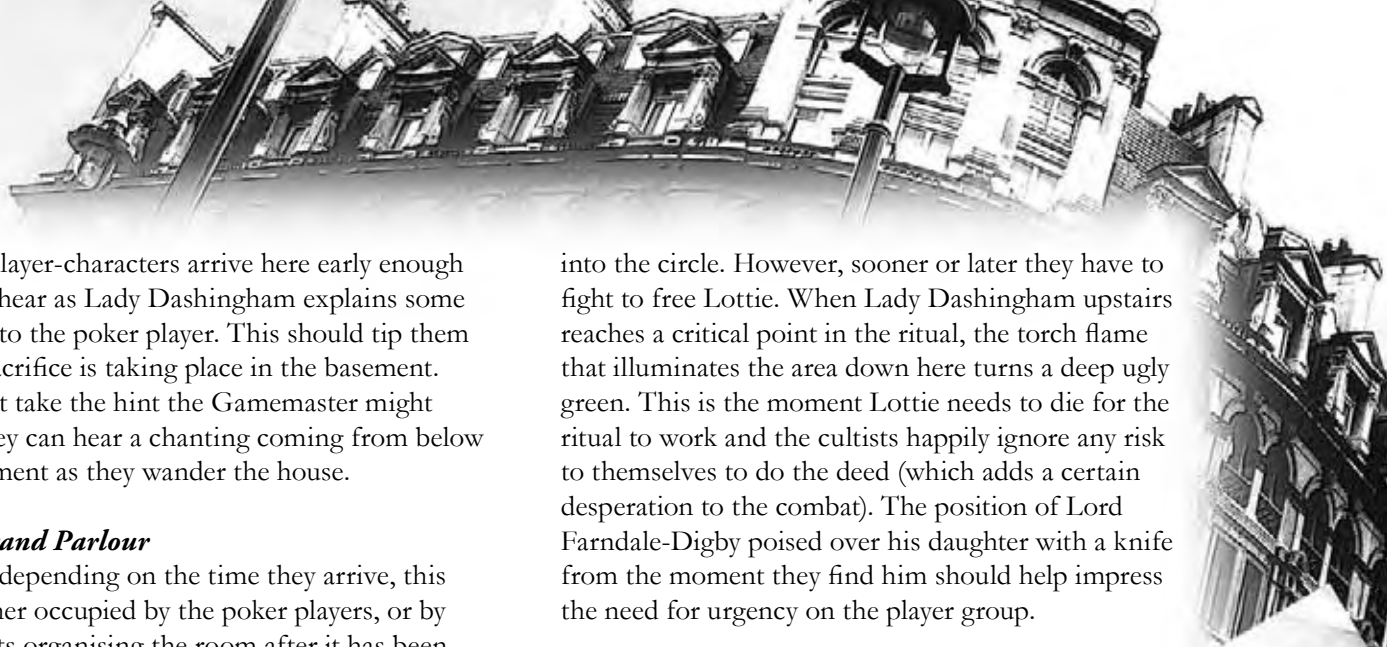 layer-characters arrive here early enough
hear as Lady Dashingham explains some
to the poker player. This should tip them
crifice is taking place in the basement.
t take the hint the Gamemaster might
ey can hear a chanting coming from below
ment as they wander the house.
and Parlour
depending on the time they arrive, this
her occupied by the poker players, or by
ts organising the room after it has been
into the circle. However, sooner or later they have to
fight to free Lottie. When Lady Dashingham upstairs
reaches a critical point in the ritual, the torch flame
that illuminates the area down here turns a deep ugly
green. This is the moment Lottie needs to die for the
ritual to work and the cultists happily ignore any risk
to themselves to do the deed (which adds a certain
desperation to the combat). The position of Lord
Farndale-Digby poised over his daughter with a knife
from the moment they find him should help impress
the need for urgency on the player group.